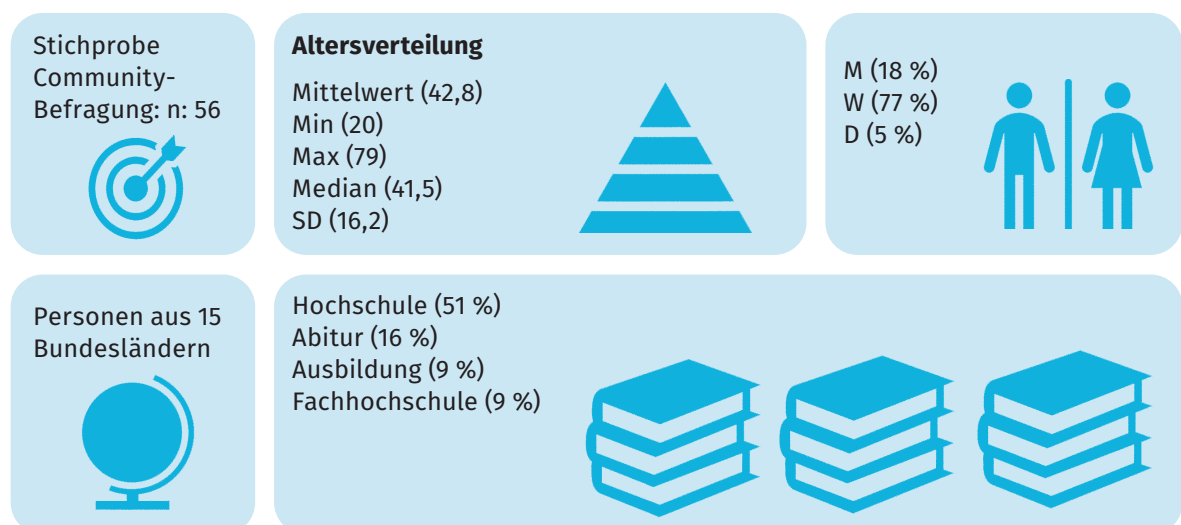 Stichprobe
Community-
Befragung: n: 56
Altersverteilung
Mittelwert (42,8)
Min (20)
Max (79)
Median (41,5)
SD (16,2)
M (18 %)
W (77 %)
D (5 %)
Personen aus 15
Bundesländern
Hochschule (51 %)
Abitur (16 %)
Ausbildung (9 %)
Fachhochschule (9 %)